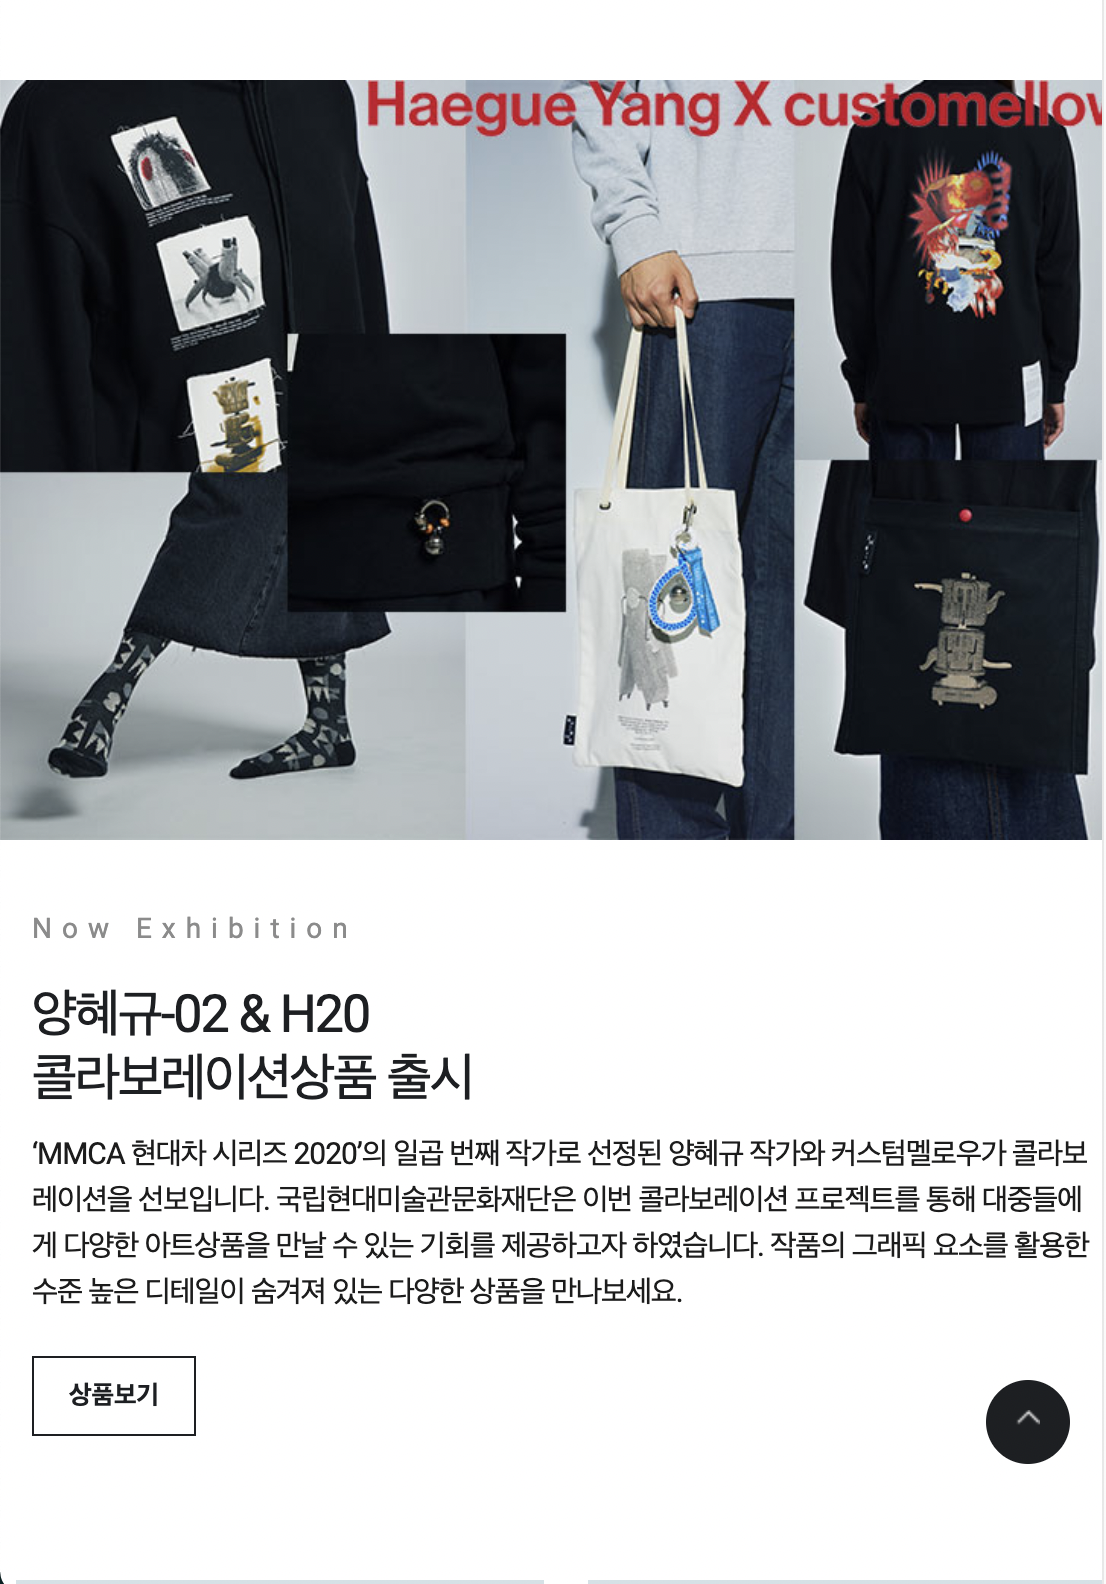 Haegue Yang X customellow
Now Exhibition
양혜규-02 & H20
콜라보레이션상품 출시
‘MMCA 현대차 시리즈 2020’의 일곱 번째 작가로 선정된 양혜규 작가와 커스텀멜로우가 콜라보
레이션을 선보입니다. 국립현대미술관문화재단은 이번 콜라보레이션 프로젝트를 통해 대중들에
게 다양한 아트상품을 만날 수 있는 기회를 제공하고자 하였습니다. 작품의 그래픽 요소를 활용한
수준 높은 디테일이 숨겨져 있는 다양한 상품을 만나보세요.
상품보기